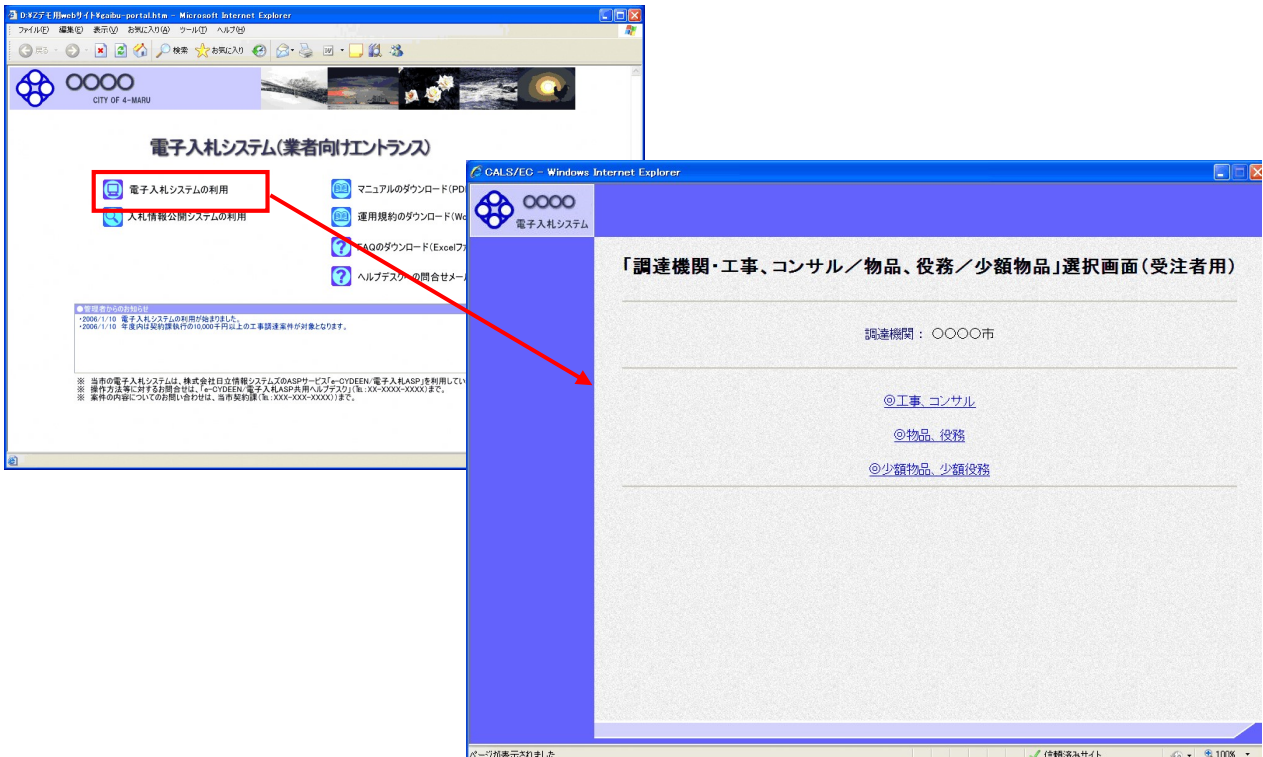 D:¥Zデモ用webサイト¥gaibu-portal.htm - Microsoft Internet Explorer
ファイル(F) 編集(E) 表示(V) お気に入り(A) ツール(T) ヘルプ(H)
戻る 検索 お気に入り
OOOO
CITY OF 4-MARU
電子入札システム(業者向けエントランス)
電子入札システムの利用
マニュアルのダウンロード(PD
入札情報公開システムの利用
運用規約のダウンロード(Wo
FAQのダウンロード(Excelフ
ヘルプデスクへの問合せメー
●管理者からのお知らせ
・2006/1/10 電子入札システムの利用が始まりました。
・2006/1/10 年度内は契約課執行の10,000千円以上の工事調達案件が対象となります。
※ 当市の電子入札システムは、株式会社日立情報システムズのASPサービス「e-CYDEEN/電子入札ASP」を利用してい
※ 操作方法等に対するお問合せは、「e-CYDEEN/電子入札ASP共用ヘルプデスク」(℡:XX-XXXX-XXXX)まで。
※ 案件の内容についてのお問い合わせは、当市契約課(℡:XXX-XXX-XXXX))まで。
CALS/EC - Windows Internet Explorer
OOOO
電子入札システム
「調達機関・工事、コンサル/物品、役務/少額物品」選択画面(受注者用)
調達機関: ○○○○市
◎工事、コンサル
◎物品、役務
◎少額物品、少額役務
ページが表示されました
信頼済みサイト
100%